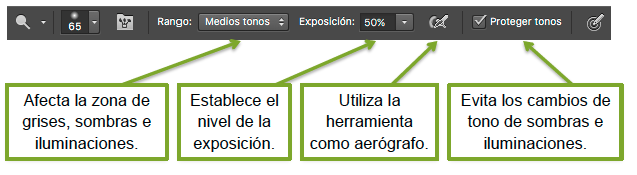 65 Rango: Medios tonos Exposición: 50% Proteger tonos
Afecta la zona de
grises, sombras e
iluminaciones.
Establece el
nivel de la
exposición.
Utiliza la
herramienta
como aerógrafo.
Evita los cambios de
tono de sombras e
iluminaciones.